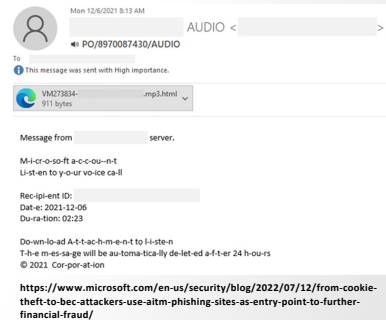 Mon 12/6/2021 8:13 AM
AUDIO < >
PO/8970087430/AUDIO
To
This message was sent with High importance.
VM273834- .mp3.html
911 bytes
Message from server.
M-i-cr-o-so-ft a-c-c-ou--n-t
Li-st-en to y-o-ur vo-ice ca-ll
Rec-ipi-ent ID:
Dat-e: 2021-12-06
Du-ra-tion: 02:23
Do-wn-lo-ad A-t-t-ac-h-m-e-n-t to l-i-ste-n
T-h-e m-es-sa-ge will be au-toma-tica-lly de-let-ed a-f-t-er 24 h-ou-rs
© 2021 Cor-por-at-ion
https://www.microsoft.com/en-us/security/blog/2022/07/12/from-cookie-
theft-to-bec-attackers-use-aitm-phishing-sites-as-entry-point-to-further-
financial-fraud/